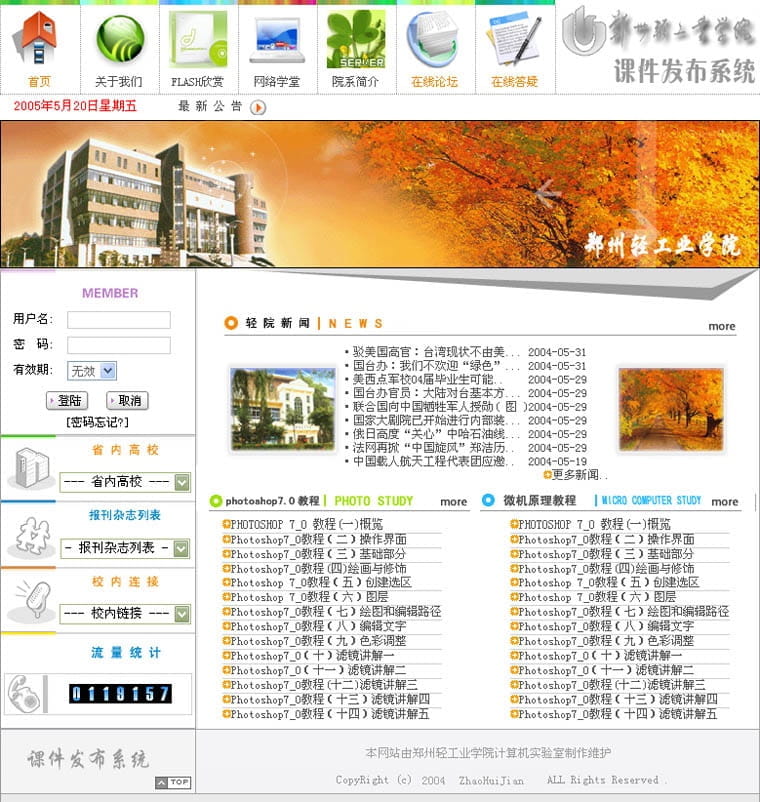 首页
关于我们
FLASH欣赏
网络学堂
SERVER
院系简介
在线论坛
在线答疑
郑州轻工业学院
课件发布系统
2005年5月20日星期五
最新公告
郑州轻工业学院
MEMBER
用户名:
密 码:
有效期:
无效
登陆
取消
[密码忘记?]
省内高校
--- 省内高校 ---
报刊杂志列表
- 报刊杂志列表 -
校内连接
--- 校内链接 ---
流量统计
0119157
轻院新闻 | NEWS
more
驳美国高官：台湾现状不由美... 2004-05-31
国台办：我们不欢迎“绿色”... 2004-05-31
美西点军校04届毕业生可能.. 2004-05-29
国台办官员：大陆对台基本方... 2004-05-29
联合国向中国牺牲军人授勋(图)2004-05-29
国家大剧院已开始进行内部装... 2004-05-29
俄日高度“关心”中哈石油线... 2004-05-29
法网再掀“中国旋风”郑洁历.. 2004-05-29
中国载人航天工程代表团应邀.. 2004-05-19
更多新闻..
photoshop7.0 教程 | PHOTO STUDY
more
PHOTOSHOP 7_0 教程(一)概览
Photoshop7_0教程(二)操作界面
Photoshop7_0教程(三)基础部分
Photoshop7_0教程(四)绘画与修饰
Photoshop 7_0教程(五)创建选区
Photoshop 7_0教程(六)图层
Photoshop7_0教程(七)绘图和编辑路径
Photoshop7_0教程(八)编辑文字
Photoshop7_0教程(九)色彩调整
Photoshop7_0(十)滤镜讲解一
Photoshop7_0(十一)滤镜讲解二
Photoshop7_0教程(十二)滤镜讲解三
Photoshop7_0教程(十三)滤镜讲解四
Photoshop7_0教程(十四)滤镜讲解五
微机原理教程 | MICRO COMPUTER STUDY
more
PHOTOSHOP 7_0 教程(一)概览
Photoshop7_0教程(二)操作界面
Photoshop7_0教程(三)基础部分
Photoshop7_0教程(四)绘画与修饰
Photoshop 7_0教程(五)创建选区
Photoshop 7_0教程(六)图层
Photoshop7_0教程(七)绘图和编辑路径
Photoshop7_0教程(八)编辑文字
Photoshop7_0教程(九)色彩调整
Photoshop7_0(十)滤镜讲解一
Photoshop7_0(十一)滤镜讲解二
Photoshop7_0教程(十二)滤镜讲解三
Photoshop7_0教程(十三)滤镜讲解四
Photoshop7_0教程(十四)滤镜讲解五
课件发布系统
TOP
本网站由郑州轻工业学院计算机实验室制作维护
CopyRight (c) 2004 ZhaoHuiJian ALL Rights Reserved .